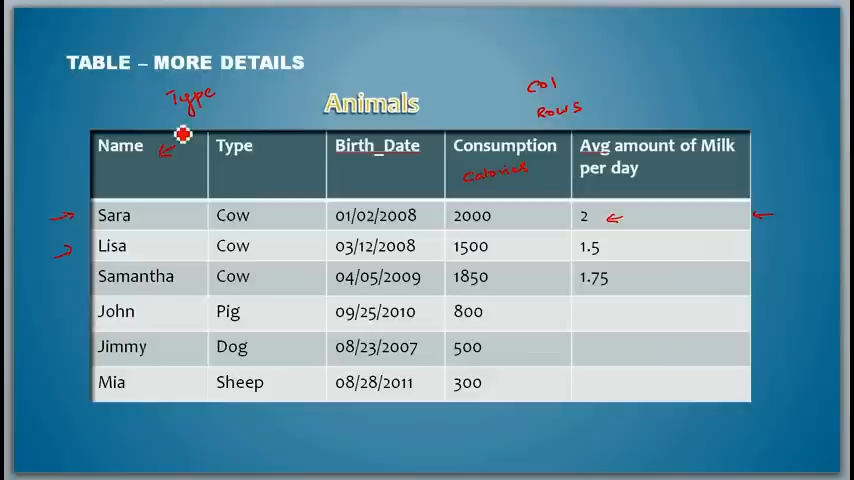 TABLE – MORE DETAILS
Type
Animals
Col
Rows
Name Type Birth_Date Consumption Avg amount of Milk per day
Calories
Sara Cow 01/02/2008 2000 2
Lisa Cow 03/12/2008 1500 1.5
Samantha Cow 04/05/2009 1850 1.75
John Pig 09/25/2010 800
Jimmy Dog 08/23/2007 500
Mia Sheep 08/28/2011 300